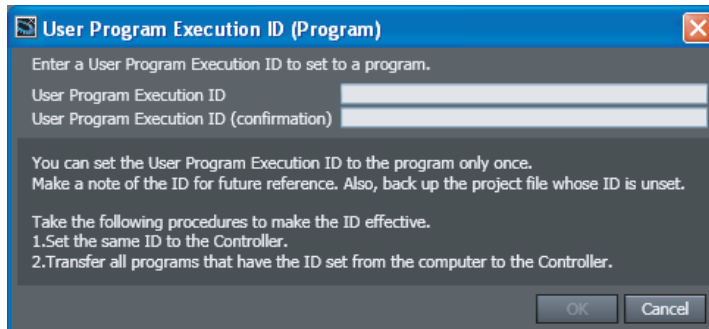 User Program Execution ID (Program)
Enter a User Program Execution ID to set to a program.
User Program Execution ID
User Program Execution ID (confirmation)
You can set the User Program Execution ID to the program only once.
Make a note of the ID for future reference. Also, back up the project file whose ID is unset.
Take the following procedures to make the ID effective.
1.Set the same ID to the Controller.
2.Transfer all programs that have the ID set from the computer to the Controller.
OK Cancel